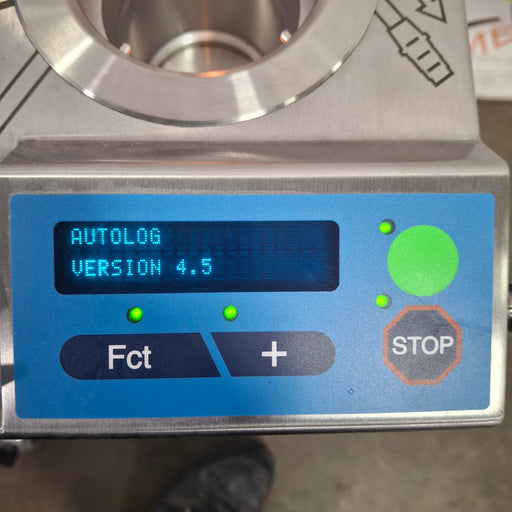 AUTOLOG
VERSION 4.5
Fct +
STOP